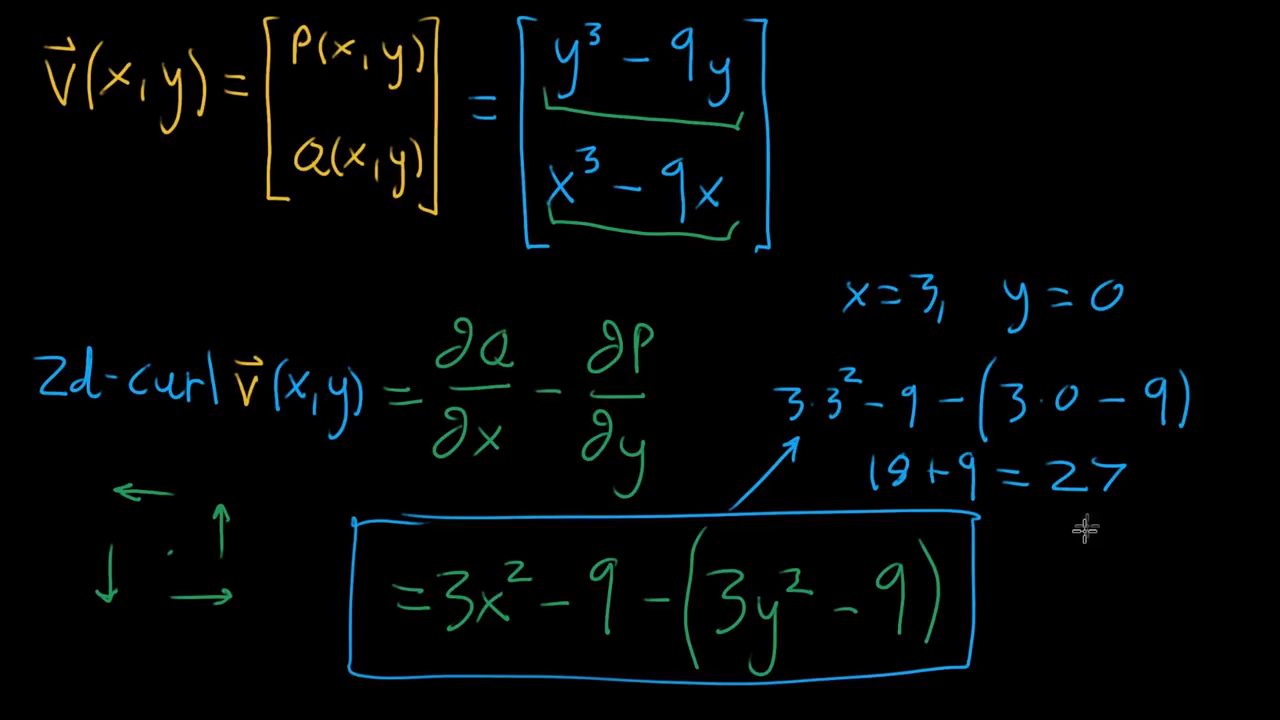 v⃗(x,y) = [P(x,y) Q(x,y)] = [y³ − 9y x³ − 9x]
x=3, y = 0
2d-curl v⃗(x,y) = ∂Q/∂x − ∂P/∂y
3·3² − 9 − (3·0 − 9)
18 + 9 = 27
= 3x² − 9 − (3y² − 9)